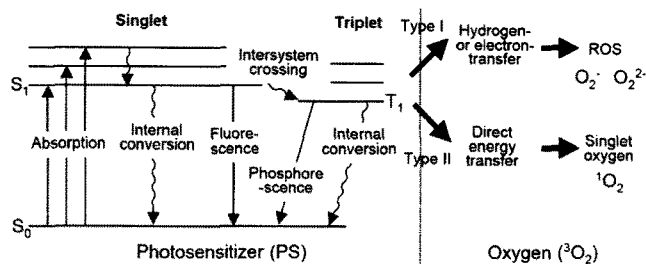 Singlet
Triplet
Type I
Hydrogen-
or electron-
transfer
ROS
O₂⁻ O₂²⁻
Intersystem
crossing
S₁
T₁
Absorption
Internal
conversion
Fluore-
scence
Phosphore
-scence
Internal
conversion
Type II
Direct
energy
transfer
Singlet
oxygen
¹O₂
S₀
Photosensitizer (PS)
Oxygen (³O₂)